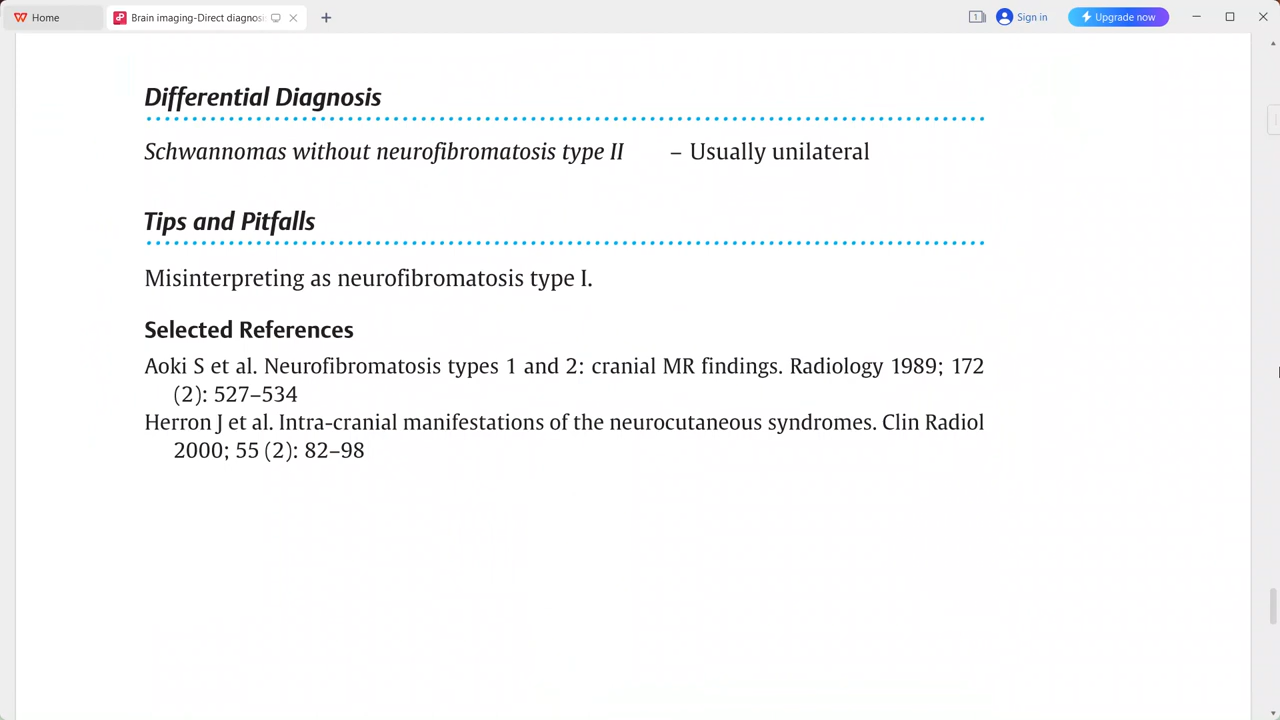 Home
Brain imaging-Direct diagnosi
1
Sign in
Upgrade now
Differential Diagnosis
Schwannomas without neurofibromatosis type II – Usually unilateral
Tips and Pitfalls
Misinterpreting as neurofibromatosis type I.
Selected References
Aoki S et al. Neurofibromatosis types 1 and 2: cranial MR findings. Radiology 1989; 172
(2): 527–534
Herron J et al. Intra-cranial manifestations of the neurocutaneous syndromes. Clin Radiol
2000; 55 (2): 82–98